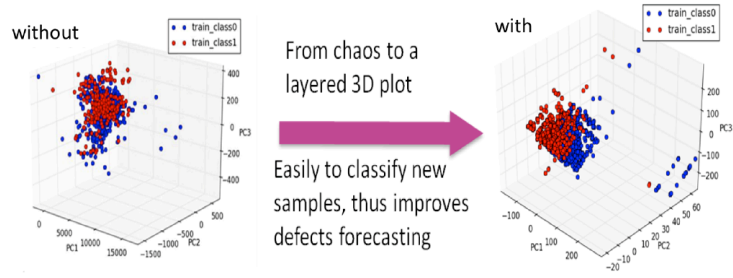 without
train_class0
train_class1
400
200
0
−200
−400
PC3
0
5000
10000
15000
PC1
−1500
−1000
−500
0
500
PC2
From chaos to a
layered 3D plot
Easily to classify new
samples, thus improves
defects forecasting
with
train_class0
train_class1
200
100
0
−100
−200
PC3
−100
0
100
200
PC1
−20
−10
0
10
20
30
40
50
60
PC2